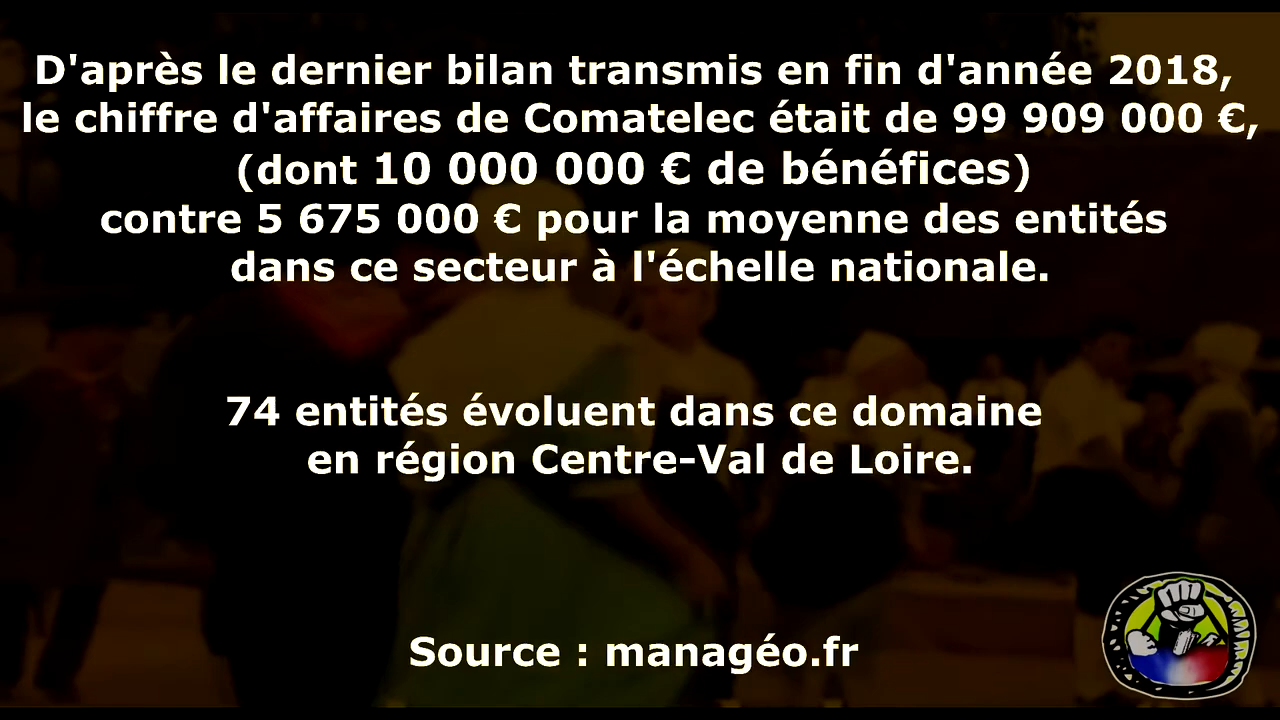 D'après le dernier bilan transmis en fin d'année 2018,
le chiffre d'affaires de Comatelec était de 99 909 000 €,
(dont 10 000 000 € de bénéfices)
contre 5 675 000 € pour la moyenne des entités
dans ce secteur à l'échelle nationale.
74 entités évoluent dans ce domaine
en région Centre-Val de Loire.
Source : managéo.fr